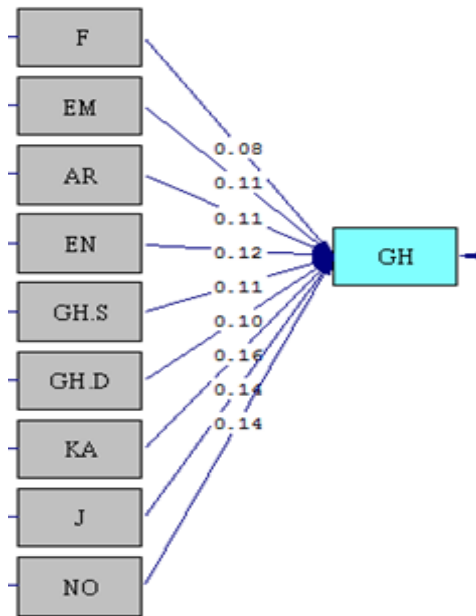 F
0.08
EM
0.11
AR
0.11
EN
0.12
GH
GH.S
0.11
GH.D
0.10
KA
0.16
J
0.14
NO
0.14